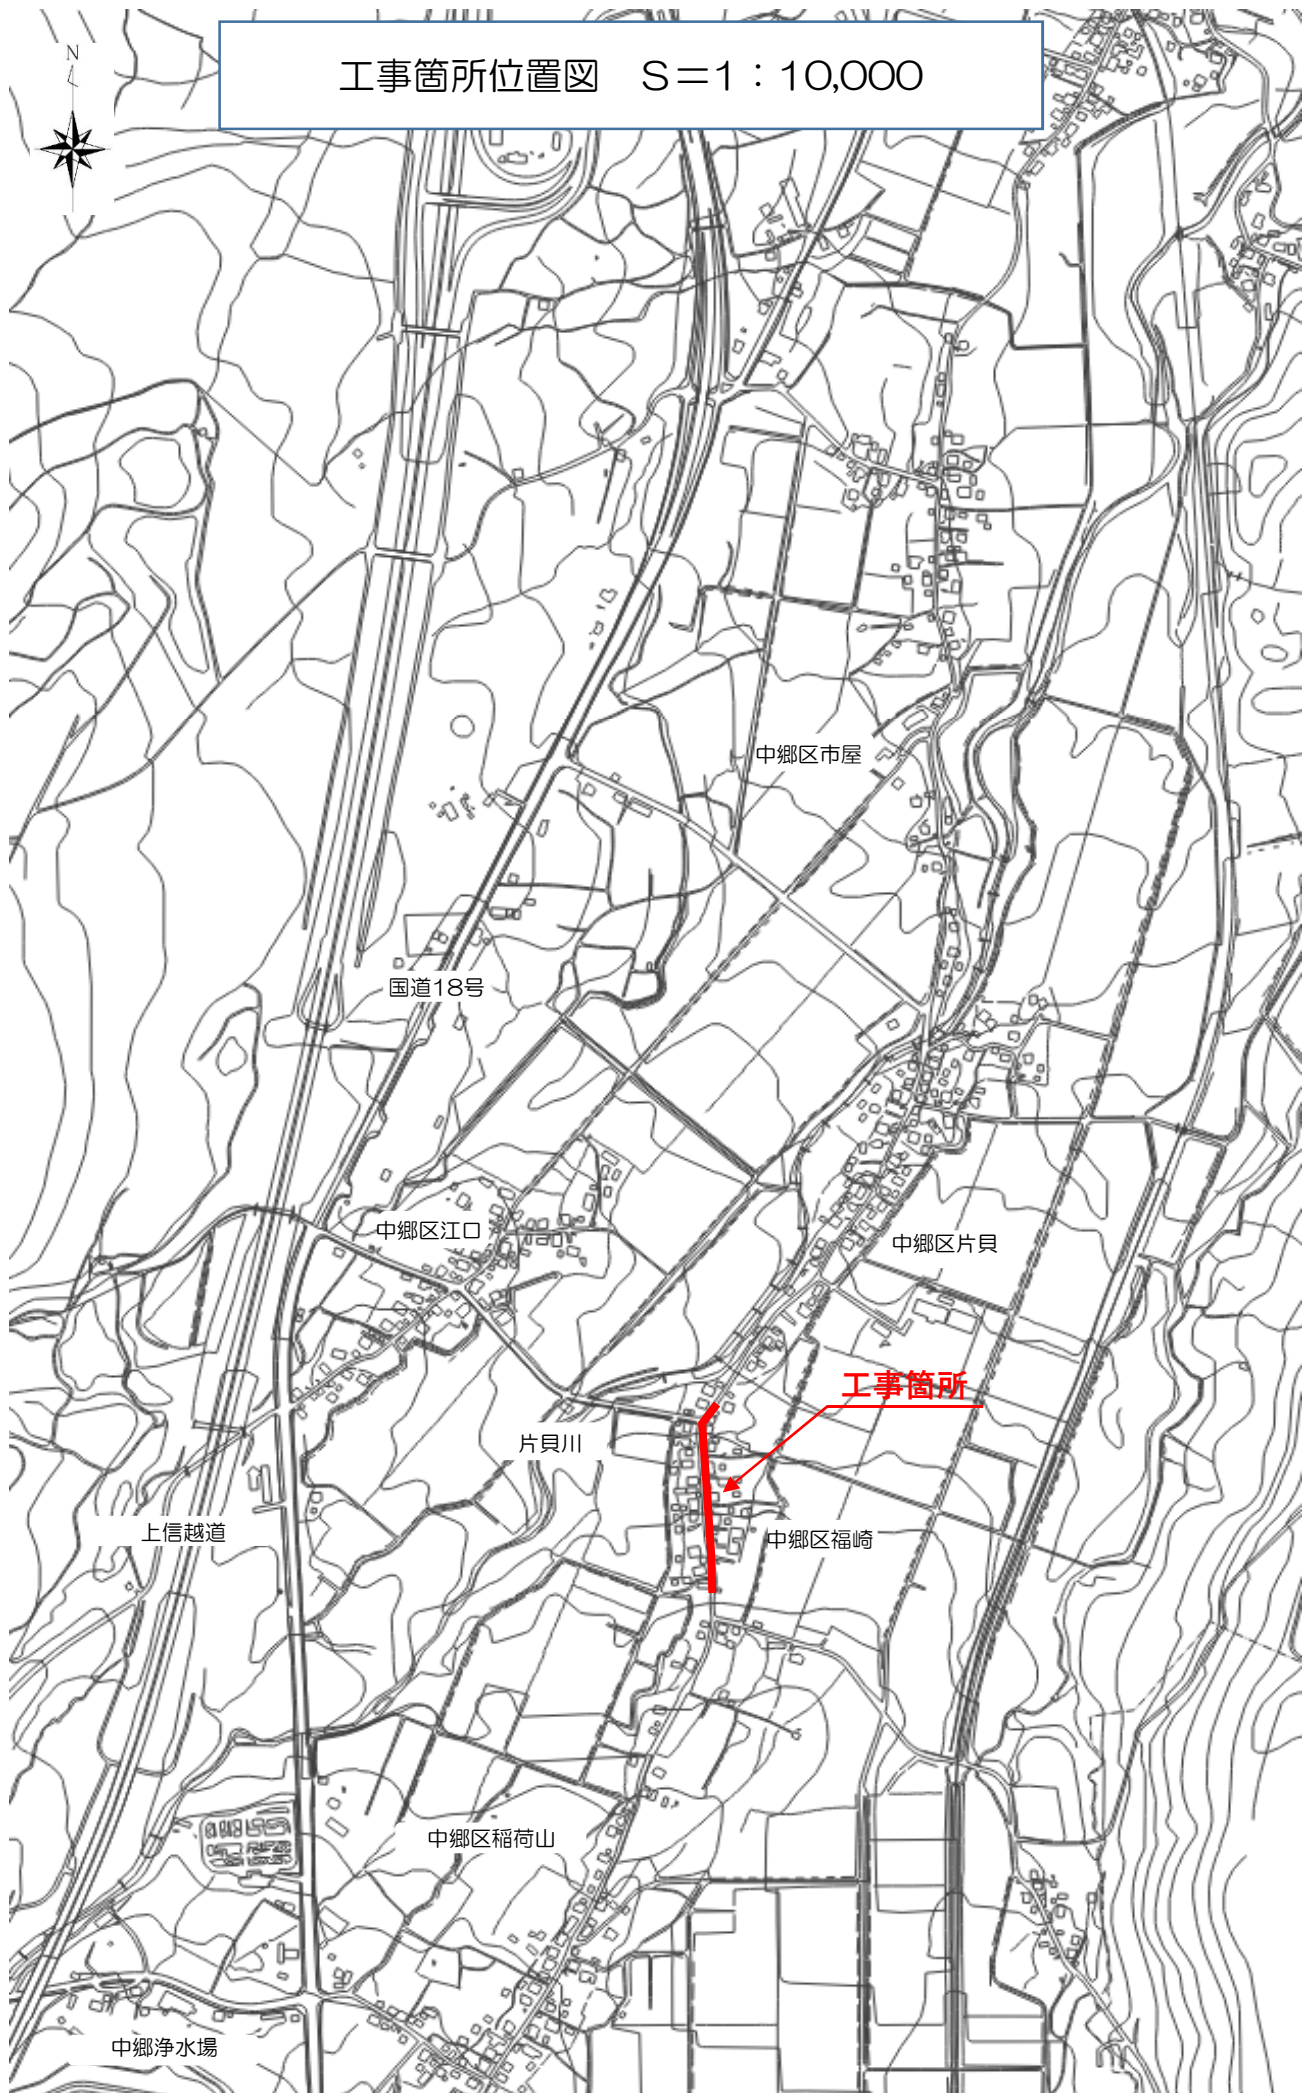 工事箇所位置図　S＝1：10,000
N
中郷区市屋
国道18号
中郷区江口
中郷区片貝
工事箇所
片貝川
上信越道
中郷区福崎
中郷区稲荷山
中郷浄水場